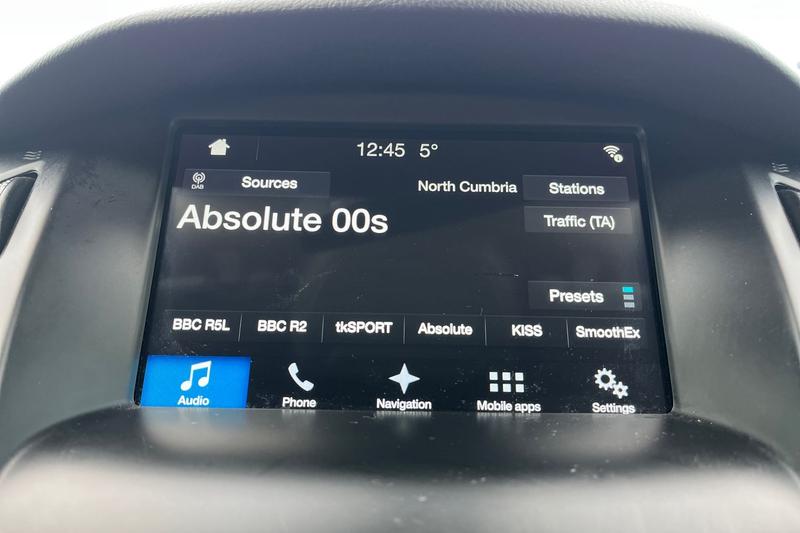 12:45 5°
DAB Sources North Cumbria Stations
Absolute 00s Traffic (TA)
Presets
BBC R5L BBC R2 tkSPORT Absolute KISS SmoothEx
Audio Phone Navigation Mobile apps Settings